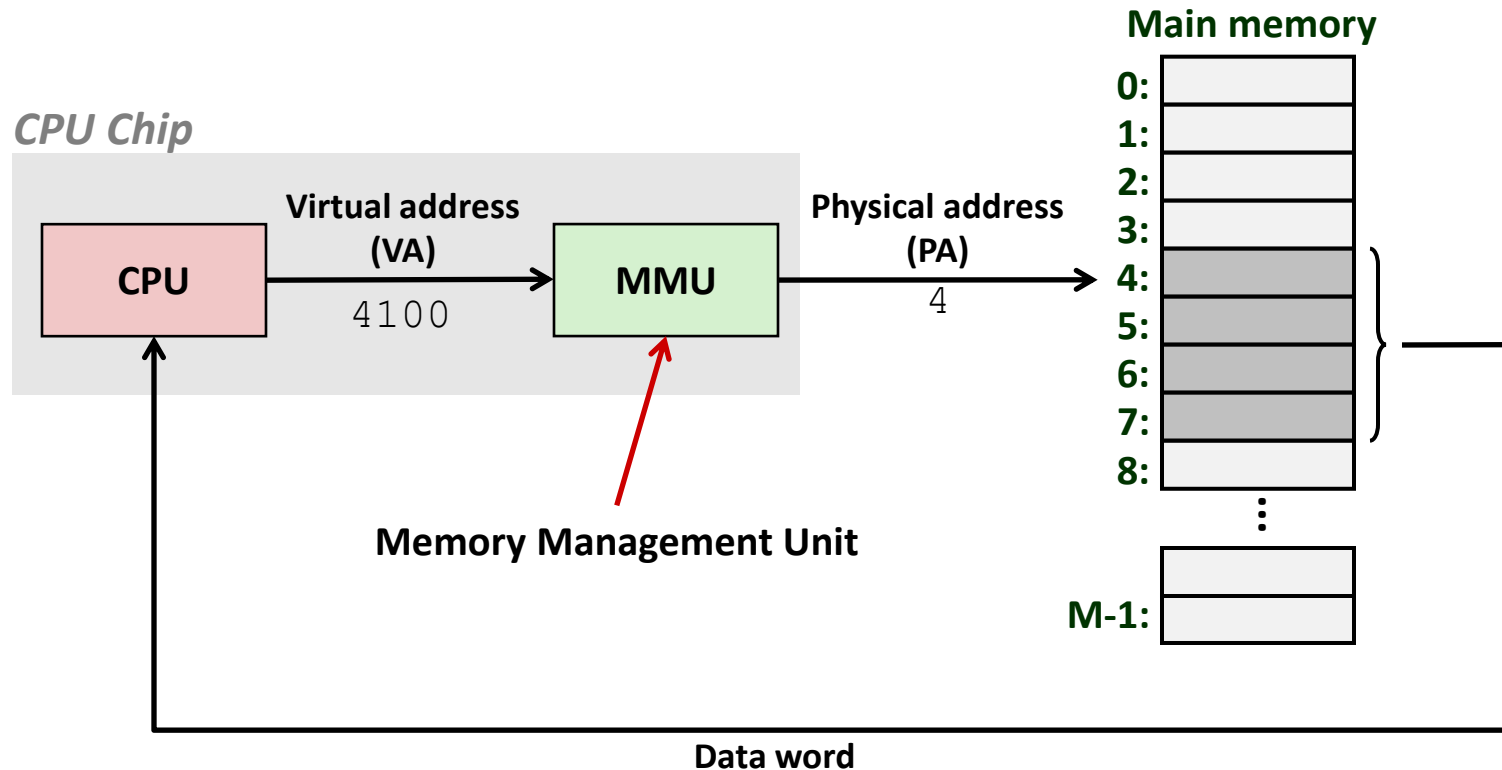 Main memory
0:
CPU Chip
1:
2:
Virtual address
(VA)
Physical address
(PA)
3:
CPU
MMU
4:
4100
4
5:
6:
7:
8:
⋮
Memory Management Unit
M-1:
Data word